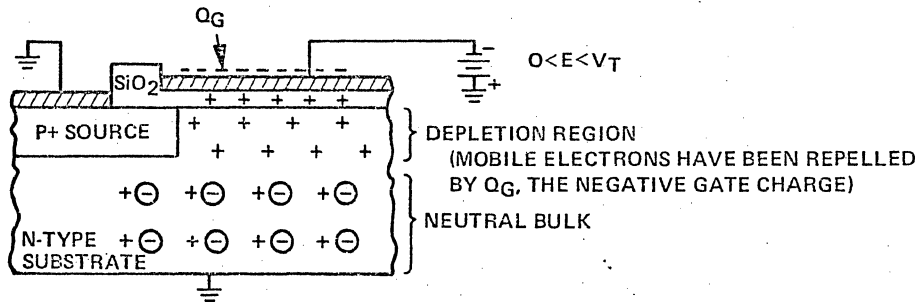 QG
SiO2
- +
O<E<VT
P+ SOURCE
DEPLETION REGION
(MOBILE ELECTRONS HAVE BEEN REPELLED
BY QG, THE NEGATIVE GATE CHARGE)
NEUTRAL BULK
N-TYPE
SUBSTRATE